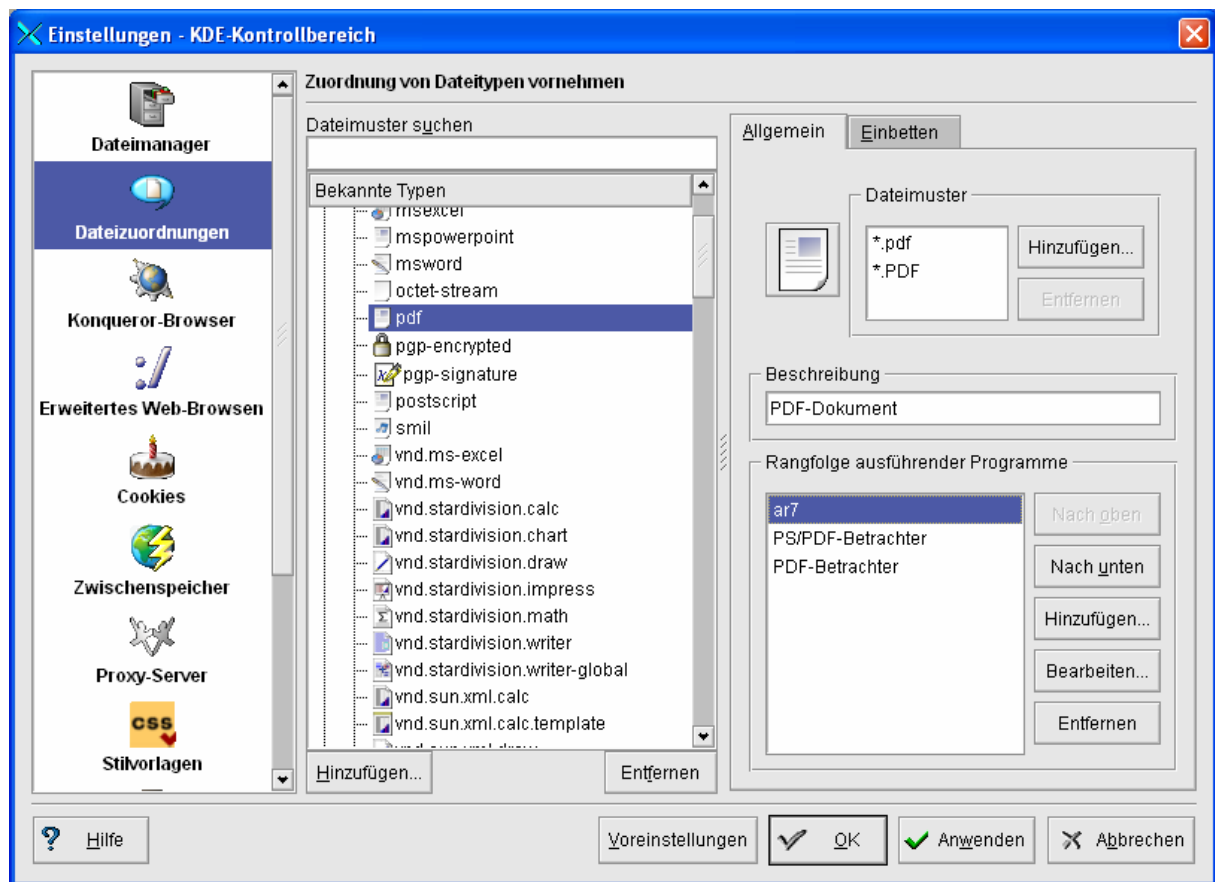 Einstellungen - KDE-Kontrollbereich
Dateimanager
Dateizuordnungen
Konqueror-Browser
Erweitertes Web-Browsen
Cookies
Zwischenspeicher
Proxy-Server
css
Stilvorlagen
Zuordnung von Dateitypen vornehmen
Dateimuster suchen
Bekannte Typen
msexcel
mspowerpoint
msword
octet-stream
pdf
pgp-encrypted
pgp-signature
postscript
smil
vnd.ms-excel
vnd.ms-word
vnd.stardivision.calc
vnd.stardivision.chart
vnd.stardivision.draw
vnd.stardivision.impress
vnd.stardivision.math
vnd.stardivision.writer
vnd.stardivision.writer-global
vnd.sun.xml.calc
vnd.sun.xml.calc.template
Hinzufügen...
Entfernen
Allgemein
Einbetten
Dateimuster
*.pdf
*.PDF
Hinzufügen...
Entfernen
Beschreibung
PDF-Dokument
Rangfolge ausführender Programme
ar7
PS/PDF-Betrachter
PDF-Betrachter
Nach oben
Nach unten
Hinzufügen...
Bearbeiten...
Entfernen
Hilfe
Voreinstellungen
OK
Anwenden
Abbrechen